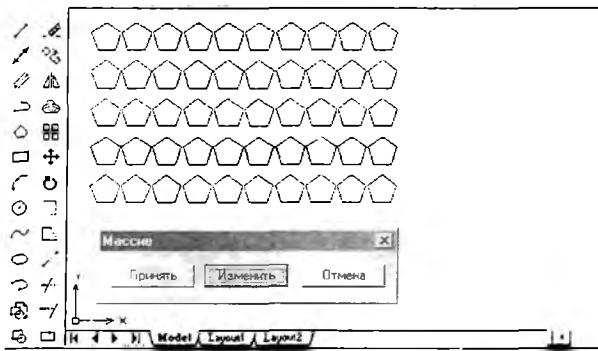 Массив
Принять Изменить Отмена
Y
X
Model Layout1 Layout2